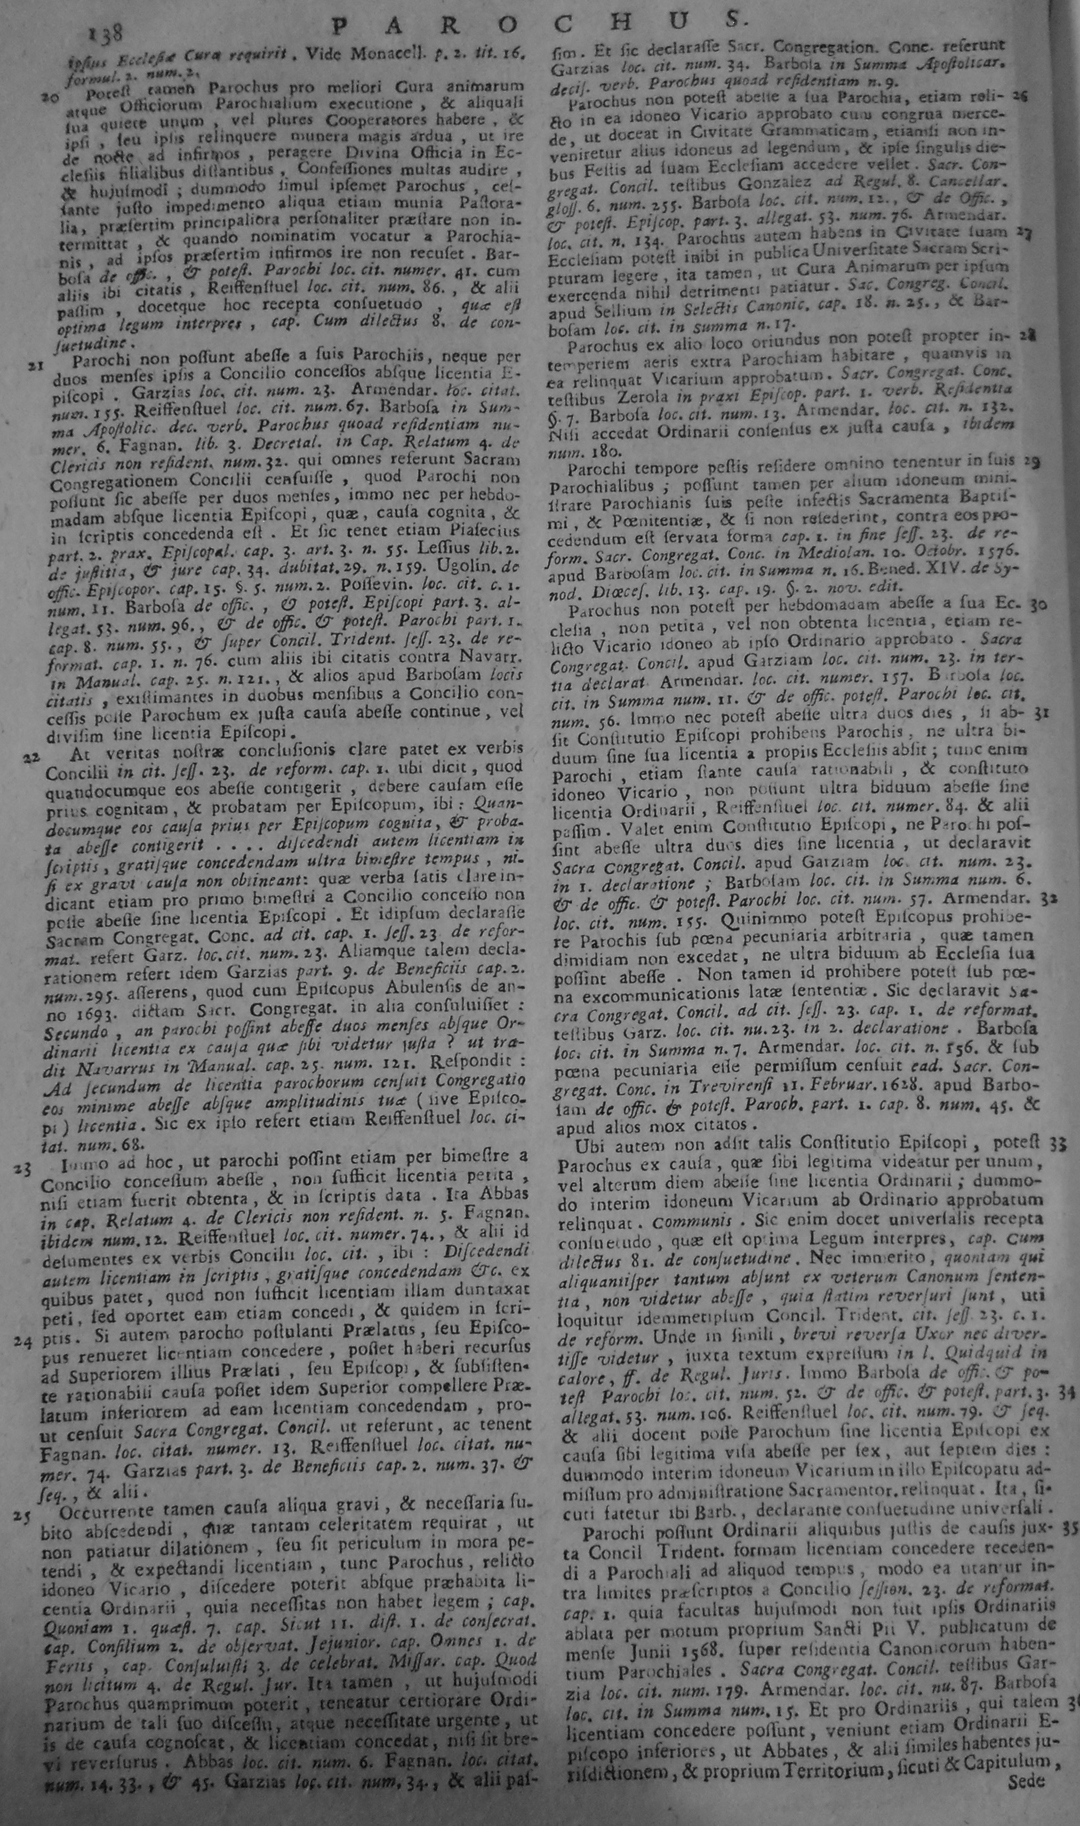 138
PAROCHUS.
ipsius Ecclesiæ Cura requirit. Vide Monacell. p. 2. tit. 16.
formul. 2. num. 2.
20 Potest tamen Parochus pro meliori Cura animarum
atque Officiorum Parochialium executione, & aliquali
sua quiete unum, vel plures Cooperatores habere, &
ipsi, seu ipsis relinquere munera magis ardua, ut ire
de nocte ad infirmos, peragere Divina Officia in Ec-
clesiis filialibus distantibus, Confessiones multas audire,
& hujusmodi; dummodo simul ipsemet Parochus, ces-
sante justo impedimento aliqua etiam munia Pastora-
lia, præsertim principaliora personaliter præstare non in-
termittat, & quando nominatim vocatur a Parochia-
nis, ad ipsos præsertim infirmos ire non recuset. Bar-
bosa de offic., & potest. Parochi loc. cit. numer. 41. cum
aliis ibi citatis, Reiffenstuel loc. cit. num. 86., & alii
passim, docetque hoc recepta consuetudo, quæ est
optima legum interpres, cap. Cum dilectus 8. de con-
suetudine.
21 Parochi non possunt abesse a suis Parochiis, neque per
duos menses ipsis a Concilio concessos absque licentia E-
piscopi. Garzias loc. cit. num. 23. Armendar. loc. citat.
num. 155. Reiffenstuel loc. cit. num. 67. Barbosa in Sum-
ma Apostolic. dec. verb. Parochus quoad residentiam nu-
mer. 6. Fagnan. lib. 3. Decretal. in Cap. Relatum 4. de
Clericis non resident. num. 32. qui omnes referunt Sacram
Congregationem Concilii censuisse, quod Parochi non
possunt sic abesse per duos menses, immo nec per hebdo-
madam absque licentia Episcopi, quæ, causa cognita, &
in scriptis concedenda est. Et sic tenet etiam Piasecius
part. 2. prax. Episcopal. cap. 3. art. 3. n. 55. Lessius lib. 2.
de justitia, & jure cap. 34. dubitat. 29. n. 159. Ugolin. de
offic. Episcopor. cap. 15. §. 5. num. 2. Possevin. loc. cit. c. 1.
num. 11. Barbosa de offic., & potest. Episcopi part. 3. al-
legat. 53. num. 96., & de offic. & potest. Parochi part. 1.
cap. 8. num. 55., & super Concil. Trident. sess. 23. de re-
format. cap. 1. n. 76. cum aliis ibi citatis contra Navarr.
in Manual. cap. 25. n. 121., & alios apud Barbosam locis
citatis, existimantes in duobus mensibus a Concilio con-
cessis posse Parochum ex justa causa abesse continue, vel
divisim sine licentia Episcopi.
22 At veritas nostræ conclusionis clare patet ex verbis
Concilii in cit. sess. 23. de reform. cap. 1. ubi dicit, quod
quandocumque eos abesse contigerit, debere causam esse
prius cognitam, & probatam per Episcopum, ibi: Quan-
documque eos causa prius per Episcopum cognita, & proba-
ta abesse contigerit .... discedendi autem licentiam in
scriptis, gratisque concedendam ultra bimestre tempus, ni-
si ex gravi causa non obtineant: quæ verba satis clare in-
dicant etiam pro primo bimestri a Concilio concesso non
posse abesse sine licentia Episcopi. Et idipsum declarasse
Sacram Congregat. Conc. ad cit. cap. 1. sess. 23 de refor-
mat. refert Garz. loc. cit. num. 23. Aliamque talem decla-
rationem refert idem Garzias part. 9. de Beneficiis cap. 2.
num. 295. asserens, quod cum Episcopus Abulensis de an-
no 1693. dictam Sacr. Congregat. in alia consuluisset:
Secundo, an parochi possint abesse duos menses absque Or-
dinarii licentia ex causa quæ sibi videtur justa? ut tra-
dit Navarrus in Manual. cap. 25. num. 121. Respondit:
Ad secundum de licentia parochorum censuit Congregatio
eos minime abesse absque amplitudinis tuæ (sive Episco-
pi) licentia. Sic ex ipso refert etiam Reiffenstuel loc. ci-
tat. num. 68.
23 Immo ad hoc, ut parochi possint etiam per bimestre a
Concilio concessum abesse, non sufficit licentia petita,
nisi etiam fuerit obtenta, & in scriptis data. Ita Abbas
in cap. Relatum 4. de Clericis non resident. n. 5. Fagnan.
ibidem num. 12. Reiffenstuel loc. cit. numer. 74., & alii id
desumentes ex verbis Concilii loc. cit., ibi: Discedendi
autem licentiam in scriptis, gratisque concedendam &c. ex
quibus patet, quod non sufficit licentiam illam duntaxat
peti, sed oportet eam etiam concedi, & quidem in scri-
24 ptis. Si autem parocho postulanti Prælatus, seu Episco-
pus renueret licentiam concedere, posset haberi recursus
ad Superiorem illius Prælati, seu Episcopi, & subsisten-
te rationabili causa posset idem Superior compellere Præ-
latum inferiorem ad eam licentiam concedendam, pro-
ut censuit Sacra Congregat. Concil. ut referunt, ac tenent
Fagnan. loc. citat. numer. 13. Reiffenstuel loc. citat. nu-
mer. 74. Garzias part. 3. de Beneficiis cap. 2. num. 37. &
seq., & alii.
25 Occurrente tamen causa aliqua gravi, & necessaria su-
bito abscedendi, quæ tantam celeritatem requirat, ut
non patiatur dilationem, seu sit periculum in mora pe-
tendi, & expectandi licentiam, tunc Parochus, relicto
idoneo Vicario, discedere poterit absque præhabita li-
centia Ordinarii, quia necessitas non habet legem; cap.
Quoniam 1. quæst. 7. cap. Sicut 11. dist. 1. de consecrat.
cap. Consilium 2. de observat. Jejunior. cap. Omnes 1. de
Feriis, cap. Consuluisti 3. de celebrat. Missar. cap. Quod
non licitum 4. de Regul. Jur. Ita tamen, ut hujusmodi
Parochus quamprimum poterit, teneatur certiorare Ordi-
narium de tali suo discessu, atque necessitate urgente, ut
is de causa cognoscat, & licentiam concedat, nisi sit bre-
vi reversurus. Abbas loc. cit. num. 6. Fagnan. loc. citat.
num. 14. 33., & 45. Garzias loc. cit. num. 34., & alii pas-
sim. Et sic declarasse Sacr. Congregation. Conc. referunt
Garzias loc. cit. num. 34. Barbosa in Summa Apostolicar.
decis. verb. Parochus quoad residentiam n. 9.
Parochus non potest abesse a sua Parochia, etiam reli- 26
cto in ea idoneo Vicario approbato cum congrua merce-
de, ut doceat in Civitate Grammaticam, etiamsi non in-
veniretur alius idoneus ad legendum, & ipse singulis die-
bus Festis ad suam Ecclesiam accedere vellet. Sacr. Con-
gregat. Concil. testibus Gonzalez ad Regul. 8. Cancellar.
gloss. 6. num. 255. Barbosa loc. cit. num. 12., & de Offic.,
& potest. Episcop. part. 3. allegat. 53. num. 76. Armendar.
loc. cit. n. 134. Parochus autem habens in Civitate suam 27
Ecclesiam potest inibi in publica Universitate Sacram Scri-
pturam legere, ita tamen, ut Cura Animarum per ipsum
exercenda nihil detrimenti patiatur. Sac. Congreg. Concil.
apud Sellium in Selectis Canonic. cap. 18. n. 25., & Bar-
bosam loc. cit. in summa n. 17.
Parochus ex alio loco oriundus non potest propter in- 28
temperiem aeris extra Parochiam habitare, quamvis in
ea relinquat Vicarium approbatum. Sacr. Congregat. Conc.
testibus Zerola in praxi Episcop. part. 1. verb. Residentia
§. 7. Barbosa loc. cit. num. 13. Armendar. loc. cit. n. 132.
Nisi accedat Ordinarii consensus ex justa causa, ibidem
num. 180.
Parochi tempore pestis residere omnino tenentur in suis 29
Parochialibus; possunt tamen per alium idoneum mini-
strare Parochianis suis peste infectis Sacramenta Baptis-
mi, & Pœnitentiæ, & si non resederint, contra eos pro-
cedendum est servata forma cap. 1. in fine sess. 23. de re-
form. Sacr. Congregat. Conc. in Mediolan. 10. Octobr. 1576.
apud Barbosam loc. cit. in summa n. 16. Bened. XIV. de Sy-
nod. Diœces. lib. 13. cap. 19. §. 2. nov. edit.
Parochus non potest per hebdomadam abesse a sua Ec- 30
clesia, non petita, vel non obtenta licentia, etiam re-
licto Vicario idoneo ab ipso Ordinario approbato. Sacra
Congregat. Concil. apud Garziam loc. cit. num. 23. in ter-
tia declarat. Armendar. loc. cit. numer. 157. Barbosa loc.
cit. in Summa num. 11. & de offic. potest. Parochi loc. cit.
num. 56. Immo nec potest abesse ultra duos dies, si ab- 31
sit Constitutio Episcopi prohibens Parochis, ne ultra bi-
duum sine sua licentia a propiis Ecclesiis absit; tunc enim
Parochi, etiam stante causa rationabili, & constituto
idoneo Vicario, non possunt ultra biduum abesse sine
licentia Ordinarii, Reiffenstuel loc. cit. numer. 84. & alii
passim. Valet enim Constitutio Episcopi, ne Parochi pos-
sint abesse ultra duos dies sine licentia, ut declaravit
Sacra Congregat. Concil. apud Garziam loc. cit. num. 23.
in 1. declaratione; Barbosam loc. cit. in Summa num. 6.
& de offic. & potest. Parochi loc. cit. num. 57. Armendar. 32
loc. cit. num. 155. Quinimmo potest Episcopus prohibe-
re Parochis sub pœna pecuniaria arbitraria, quæ tamen
dimidiam non excedat, ne ultra biduum ab Ecclesia sua
possint abesse. Non tamen id prohibere potest sub pœ-
na excommunicationis latæ sententiæ. Sic declaravit Sa-
cra Congregat. Concil. ad cit. sess. 23. cap. 1. de reformat.
testibus Garz. loc. cit. nu. 23. in 2. declaratione. Barbosa
loc. cit. in Summa n. 7. Armendar. loc. cit. n. 156. & sub
pœna pecuniaria esse permissum censuit ead. Sacr. Con-
gregat. Conc. in Trevirensi 11. Februar. 1628. apud Barbo-
sam de offic. & potest. Paroch. part. 1. cap. 8. num. 45. &
apud alios mox citatos.
Ubi autem non adsit talis Constitutio Episcopi, potest 33
Parochus ex causa, quæ sibi legitima videatur per unum,
vel alterum diem abesse sine licentia Ordinarii; dummo-
do interim idoneum Vicarium ab Ordinario approbatum
relinquat. Communis. Sic enim docet universalis recepta
consuetudo, quæ est optima Legum interpres, cap. Cum
dilectus 81. de consuetudine. Nec immerito, quoniam qui
aliquantisper tantum absunt ex veterum Canonum senten-
tia, non videtur abesse, quia statim reversuri sunt, uti
loquitur idemmetipsum Concil. Trident. cit. sess 23. c. 1.
de reform. Unde in simili, brevi reversa Uxor nec diver-
tisse videtur, juxta textum expressum in l. Quidquid in
calore, ff. de Regul. Juris. Immo Barbosa de offic. & po-
test Parochi loc. cit. num. 52. & de offic. & potest. part. 3. 34
allegat. 53. num. 106. Reiffenstuel loc. cit. num. 79. & seq.
& alii docent posse Parochum sine licentia Episcopi ex
causa sibi legitima visa abesse per sex, aut septem dies:
dummodo interim idoneum Vicarium in illo Episcopatu ad-
missum pro administratione Sacramentor. relinquat. Ita, si-
cuti fatetur ibi Barb., declarante consuetudine universali.
Parochi possunt Ordinarii aliquibus justis de causis jux- 35
ta Concil Trident. formam licentiam concedere receden-
di a Parochiali ad aliquod tempus, modo ea utantur in-
tra limites præscriptos a Concilio session. 23. de reformat.
cap. 1. quia facultas hujusmodi non fuit ipsis Ordinariis
ablata per motum proprium Sancti Pii V. publicatum de
mense Junii 1568. super residentia Canonicorum haben-
tium Parochiales. Sacra Congregat. Concil. testibus Gar-
zia loc. cit. num. 179. Armendar. loc. cit. nu. 87. Barbosa
loc. cit. in Summa num. 15. Et pro Ordinariis, qui talem 36
licentiam concedere possunt, veniunt etiam Ordinarii E-
piscopo inferiores, ut Abbates, & alii similes habentes ju-
risdictionem, & proprium Territorium, sicuti & Capitulum,
Sede